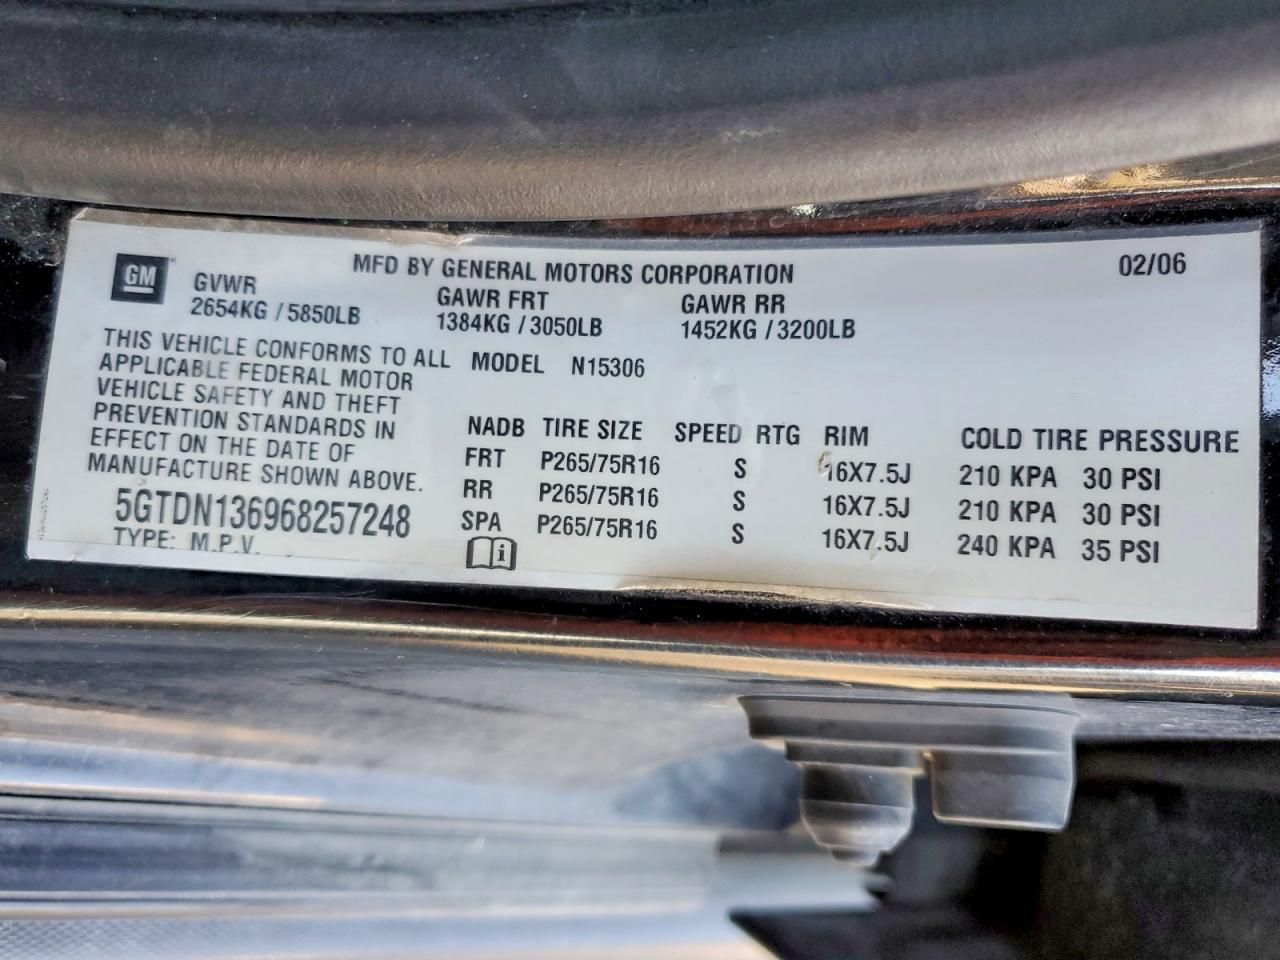 MFD BY GENERAL MOTORS CORPORATION 02/06
GM GVWR GAWR FRT GAWR RR
2654KG / 5850LB 1384KG / 3050LB 1452KG / 3200LB
THIS VEHICLE CONFORMS TO ALL
APPLICABLE FEDERAL MOTOR
VEHICLE SAFETY AND THEFT
PREVENTION STANDARDS IN
EFFECT ON THE DATE OF
MANUFACTURE SHOWN ABOVE.
5GTDN136968257248
TYPE: M.P.V.
MODEL N15306
NADB TIRE SIZE SPEED RTG RIM COLD TIRE PRESSURE
FRT P265/75R16 S 16X7.5J 210 KPA 30 PSI
RR P265/75R16 S 16X7.5J 210 KPA 30 PSI
SPA P265/75R16 S 16X7.5J 240 KPA 35 PSI
i